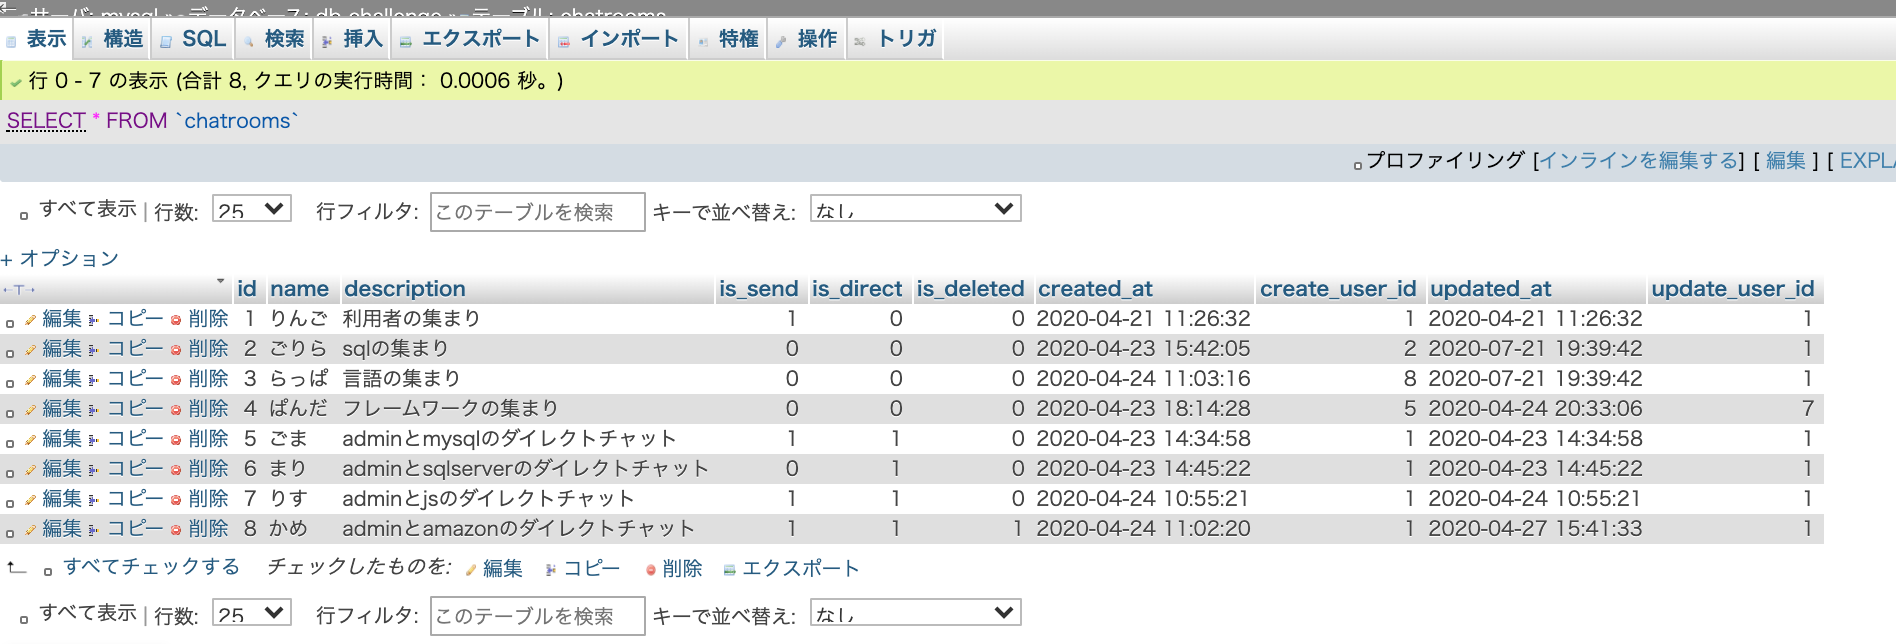 サーバ: mysql » データベース: db_challenge » テーブル: chatrooms
表示 構造 SQL 検索 挿入 エクスポート インポート 特権 操作 トリガ
行 0 - 7 の表示 (合計 8, クエリの実行時間： 0.0006 秒。)
SELECT * FROM `chatrooms`
プロファイリング [インラインを編集する] [ 編集 ] [ EXPLA
すべて表示 | 行数: 25 行フィルタ: このテーブルを検索 キーで並べ替え: なし
+ オプション
←T→ id name description is_send is_direct is_deleted created_at create_user_id updated_at update_user_id
編集 コピー 削除 1 りんご 利用者の集まり 1 0 0 2020-04-21 11:26:32 1 2020-04-21 11:26:32 1
編集 コピー 削除 2 ごりら sqlの集まり 0 0 0 2020-04-23 15:42:05 2 2020-07-21 19:39:42 1
編集 コピー 削除 3 らっぱ 言語の集まり 0 0 0 2020-04-24 11:03:16 8 2020-07-21 19:39:42 1
編集 コピー 削除 4 ぱんだ フレームワークの集まり 0 0 0 2020-04-23 18:14:28 5 2020-04-24 20:33:06 7
編集 コピー 削除 5 ごま adminとmysqlのダイレクトチャット 1 1 0 2020-04-23 14:34:58 1 2020-04-23 14:34:58 1
編集 コピー 削除 6 まり adminとsqlserverのダイレクトチャット 0 1 0 2020-04-23 14:45:22 1 2020-04-23 14:45:22 1
編集 コピー 削除 7 りす adminとjsのダイレクトチャット 1 1 0 2020-04-24 10:55:21 1 2020-04-24 10:55:21 1
編集 コピー 削除 8 かめ adminとamazonのダイレクトチャット 1 1 1 2020-04-24 11:02:20 1 2020-04-27 15:41:33 1
すべてチェックする チェックしたものを: 編集 コピー 削除 エクスポート
すべて表示 | 行数: 25 行フィルタ: このテーブルを検索 キーで並べ替え: なし